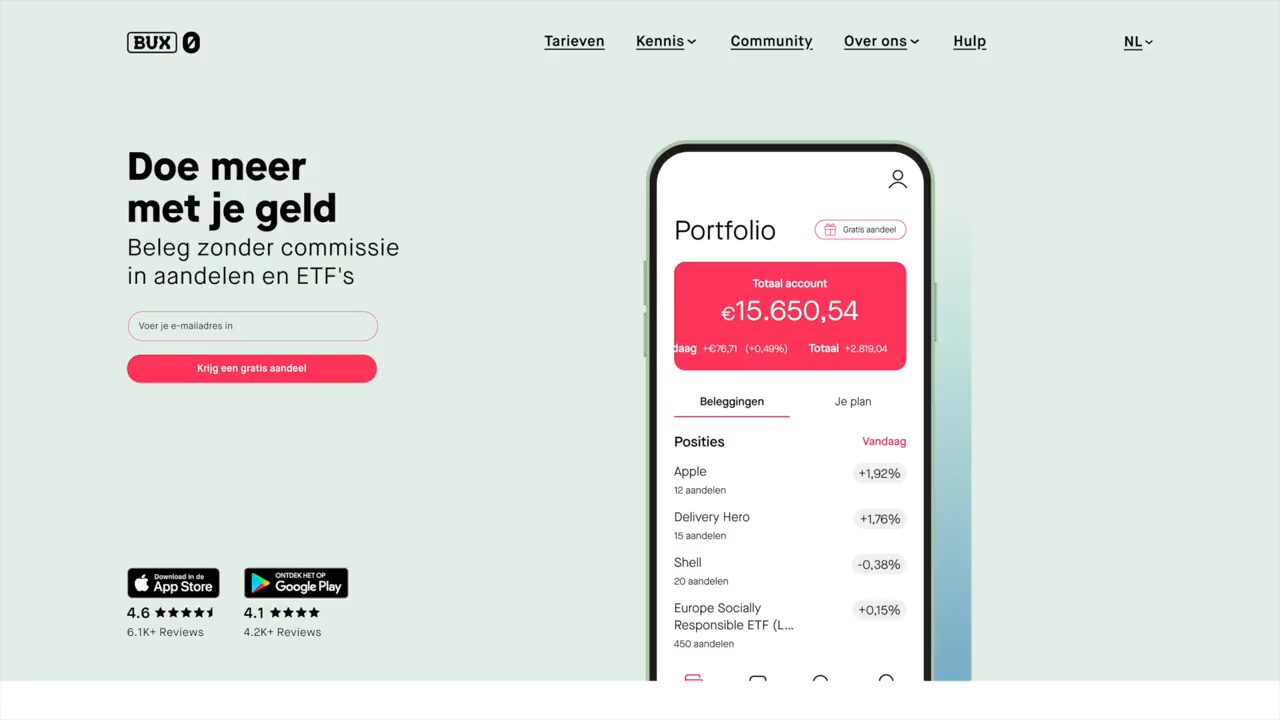 BUX 0
Tarieven
Kennis
Community
Over ons
Hulp
NL
Doe meer
met je geld
Beleg zonder commissie
in aandelen en ETF's
Voer je e-mailadres in
Krijg een gratis aandeel
Download in de
App Store
4.6
6.1K+ Reviews
ONTDEK HET OP
Google Play
4.1
4.2K+ Reviews
Portfolio
Gratis aandeel
Totaal account
€15.650,54
daag +€76,71 (+0,49%) Totaal +2.819,04
Beleggingen
Je plan
Posities
Vandaag
Apple
+1,92%
12 aandelen
Delivery Hero
+1,76%
15 aandelen
Shell
-0,38%
20 aandelen
Europe Socially
Responsible ETF (L...
+0,15%
450 aandelen